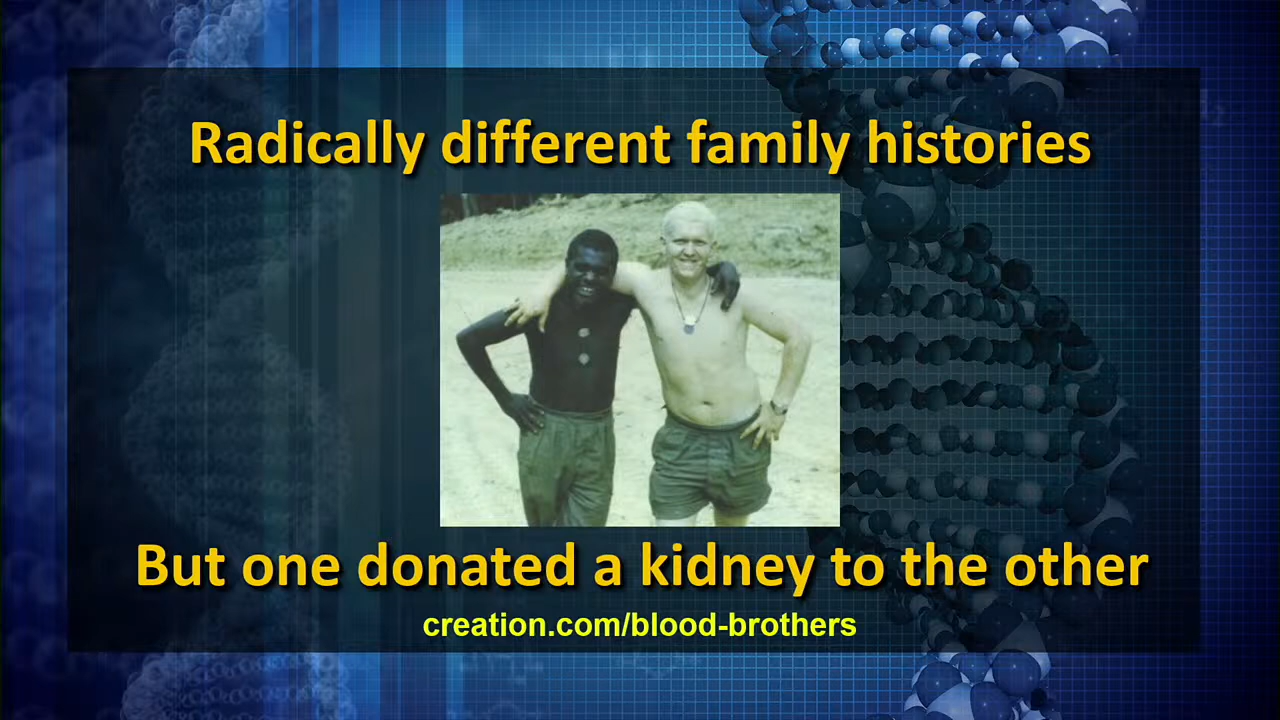 Radically different family histories
But one donated a kidney to the other
creation.com/blood-brothers